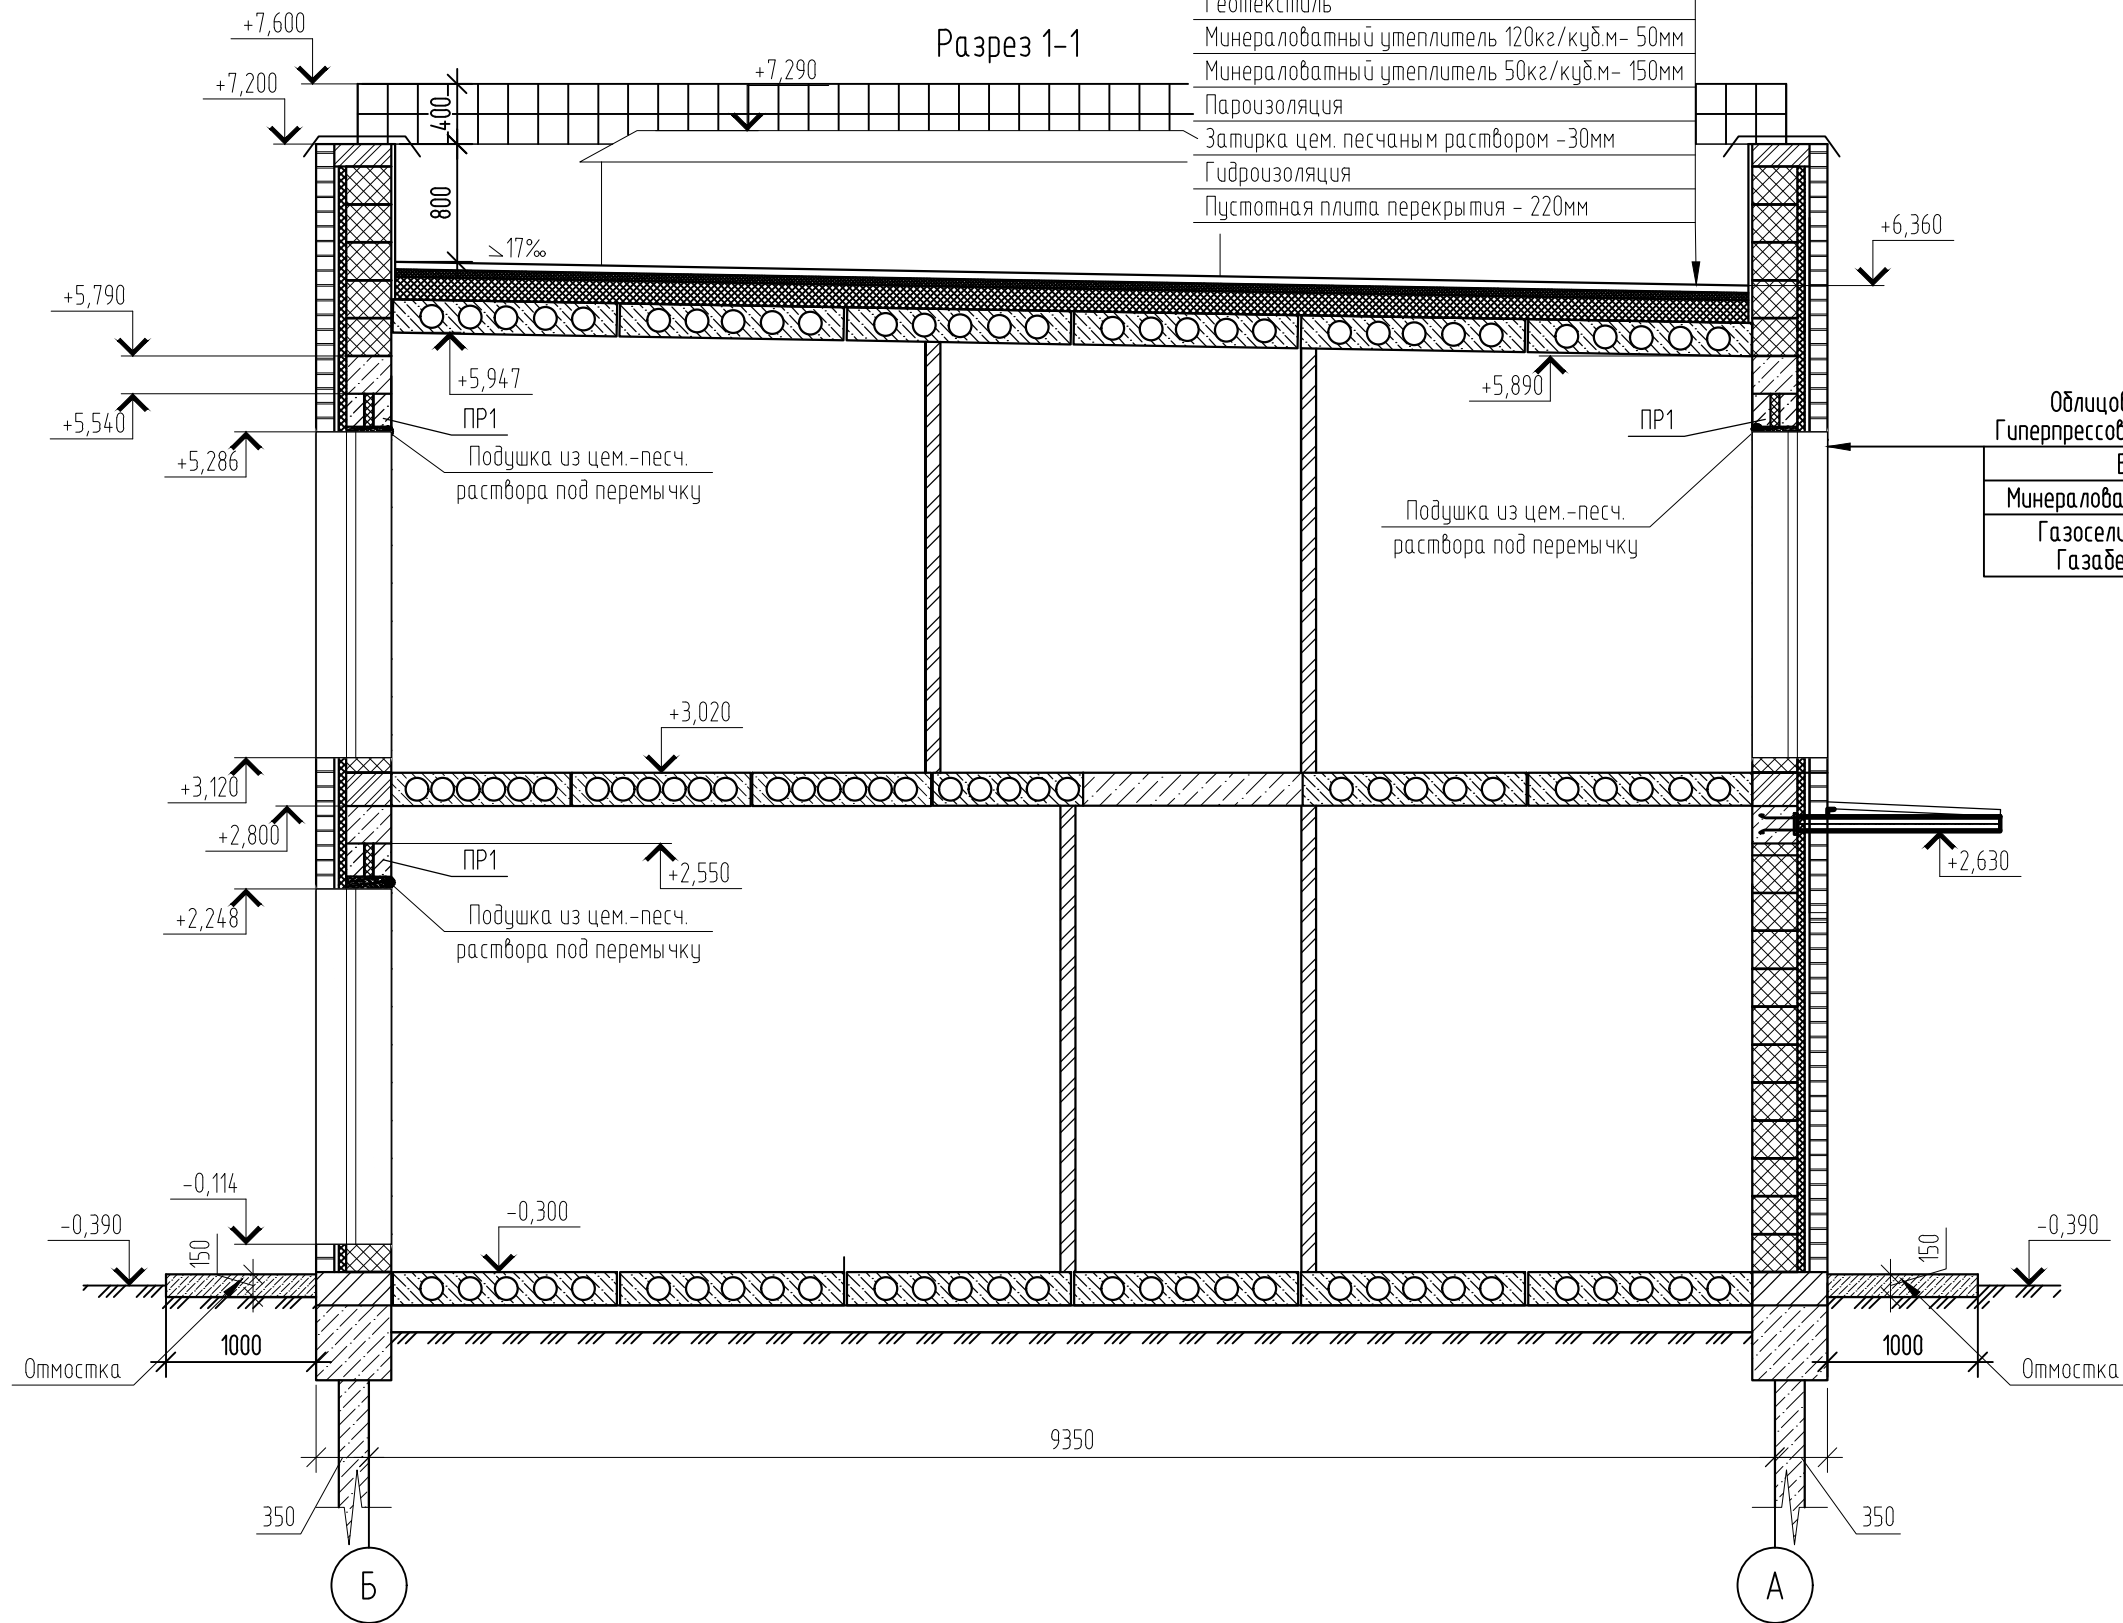 Разрез 1-1
Геотекстиль
Минераловатный утеплитель 120кг/куб.м- 50мм
Минераловатный утеплитель 50кг/куб.м- 150мм
Пароизоляция
Затирка цем. песчаным раствором -30мм
Гидроизоляция
Пустотная плита перекрытия - 220мм
+7,600
+7,200
+7,290
400
800
17‰
+6,360
+5,790
+5,540
+5,286
+5,947
+5,890
ПР1
ПР1
Подушка из цем.-песч.
раствора под перемычку
Подушка из цем.-песч.
раствора под перемычку
Облицов
Гиперпрессов
Минералова
Газосели
Газабе
+3,020
+3,120
+2,800
+2,248
ПР1
+2,550
+2,630
Подушка из цем.-песч.
раствора под перемычку
-0,114
-0,390
150
-0,300
-0,390
150
1000
1000
Отмостка
Отмостка
9350
350
350
Б
А